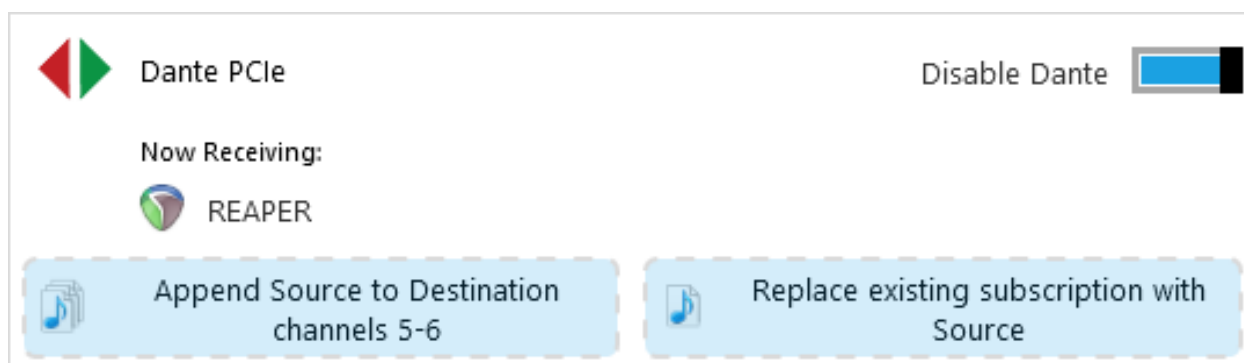 Dante PCIe
Disable Dante
Now Receiving:
REAPER
Append Source to Destination
channels 5-6
Replace existing subscription with
Source